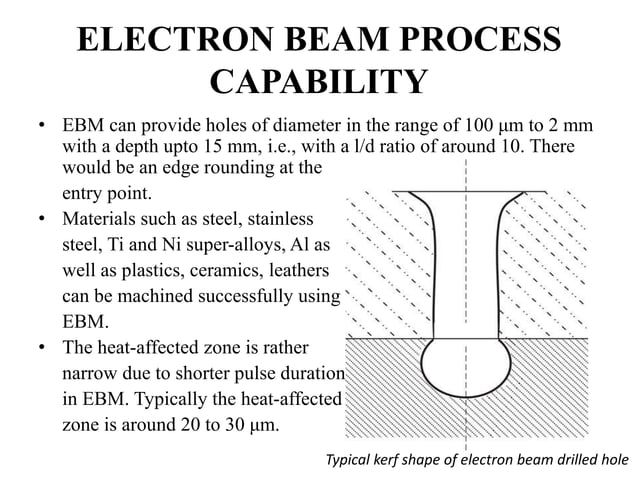 ELECTRON BEAM PROCESS
CAPABILITY
• EBM can provide holes of diameter in the range of 100 μm to 2 mm
with a depth upto 15 mm, i.e., with a l/d ratio of around 10. There
would be an edge rounding at the
entry point.
• Materials such as steel, stainless
steel, Ti and Ni super-alloys, Al as
well as plastics, ceramics, leathers
can be machined successfully using
EBM.
• The heat-affected zone is rather
narrow due to shorter pulse duration
in EBM. Typically the heat-affected
zone is around 20 to 30 μm.
Typical kerf shape of electron beam drilled hole